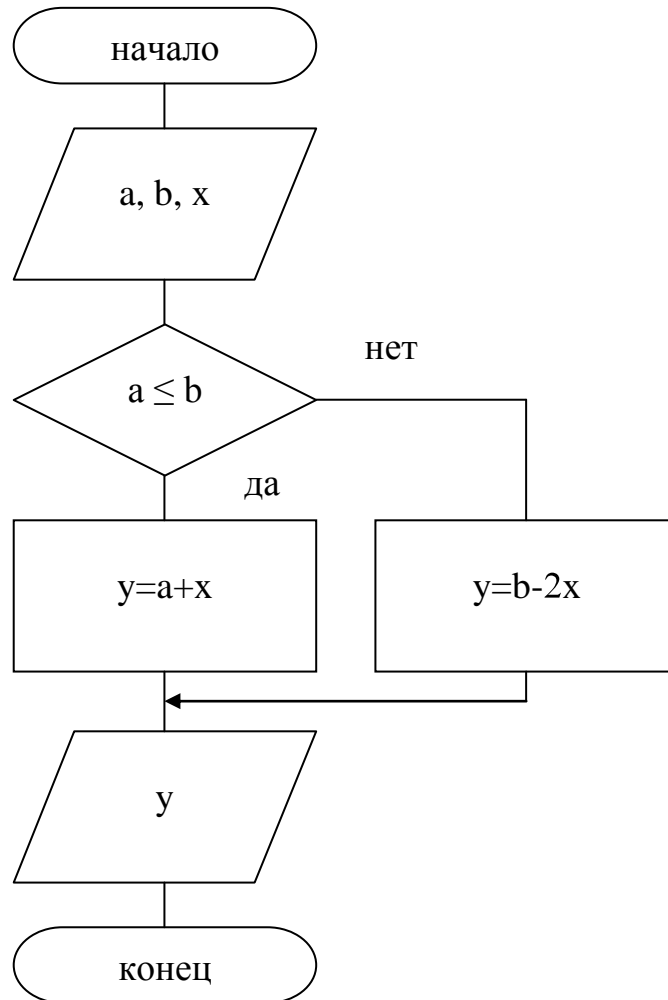 начало
a, b, x
нет
a ≤ b
да
y=a+x
y=b-2x
y
конец